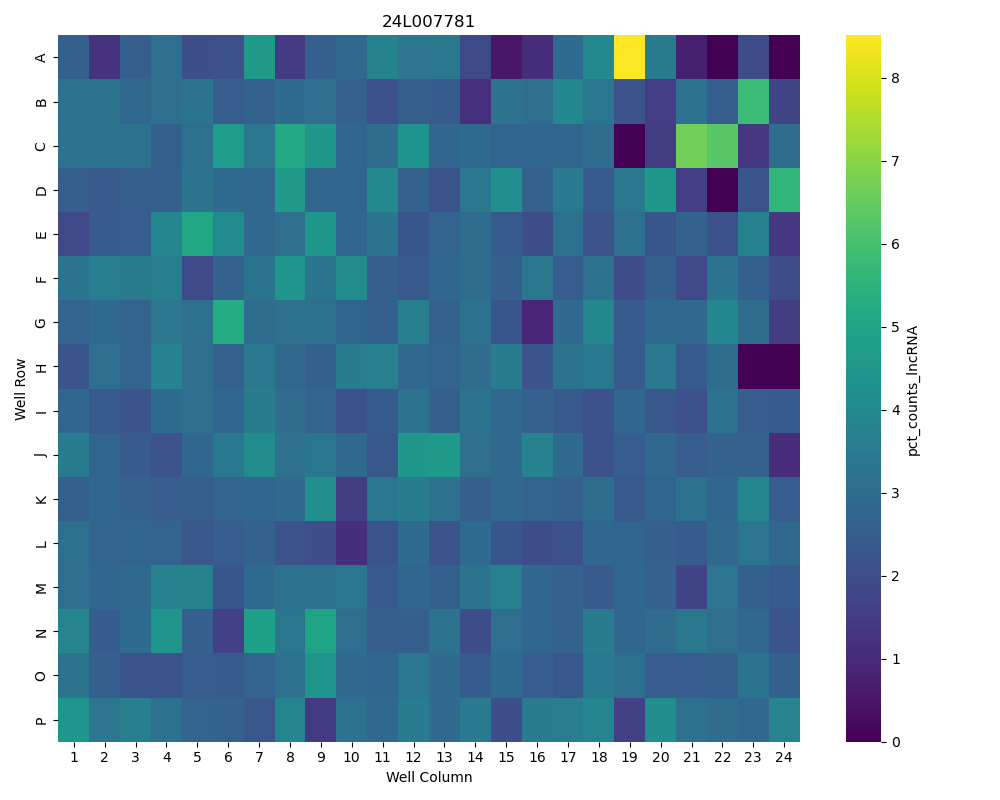 24L007781
A
B
C
D
E
F
G
H
I
J
K
L
M
N
O
P
Well Row
1 2 3 4 5 6 7 8 9 10 11 12 13 14 15 16 17 18 19 20 21 22 23 24
Well Column
8
7
6
5
4
3
2
1
0
pct_counts_lncRNA